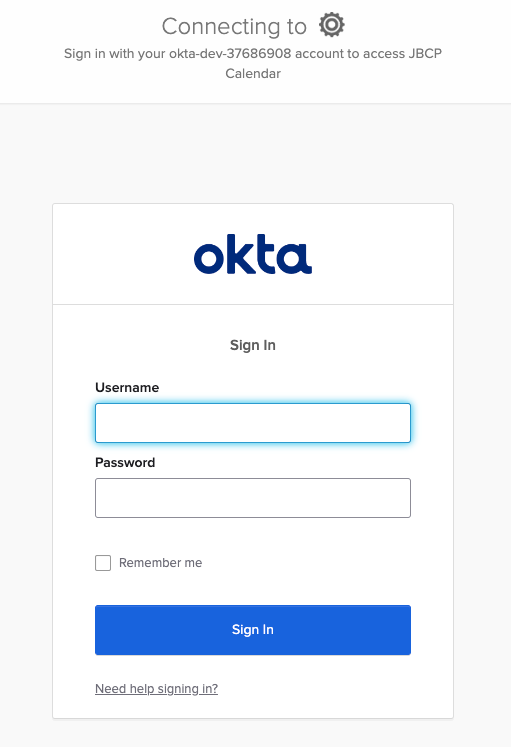 Connecting to
Sign in with your okta-dev-37686908 account to access JBCP
Calendar
okta
Sign In
Username
Password
Remember me
Sign In
Need help signing in?